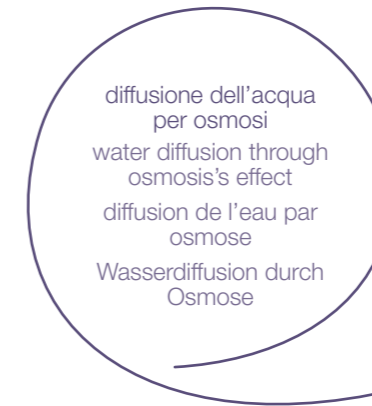 diffusione dell’acqua
per osmosi
water diffusion through
osmosis’s effect
diffusion de l’eau par
osmose
Wasserdiffusion durch
Osmose